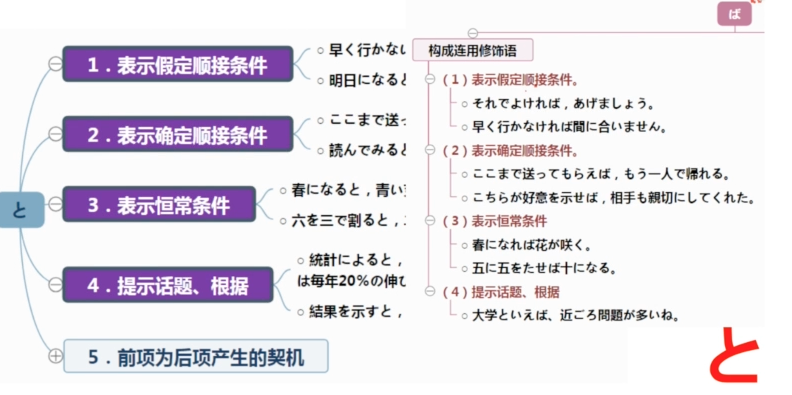 と
1．表示假定顺接条件
○ 早く行かない
○ 明日になると
2．表示确定顺接条件
○ ここまで送っ
○ 読んでみると
3．表示恒常条件
○ 春になると，青い
○ 六を三で割ると，
4．提示话题、根据
○ 統計によると，
は每年20%の伸び
○ 結果を示すと，
5．前项为后项产生的契机
ば
构成连用修饰语
（1）表示假定顺接条件。
○ それでよければ，あげましょう。
○ 早く行かなければ間に合いません。
（2）表示确定顺接条件。
○ ここまで送ってもらえば，もう一人で帰れる。
○ こちらが好意を示せば，相手も親切にしてくれた。
（3）表示恒常条件
○ 春になれば花が咲く。
○ 五に五をたせば十になる。
（4）提示话题、根据
○ 大学といえば、近ごろ問題が多いね。
と